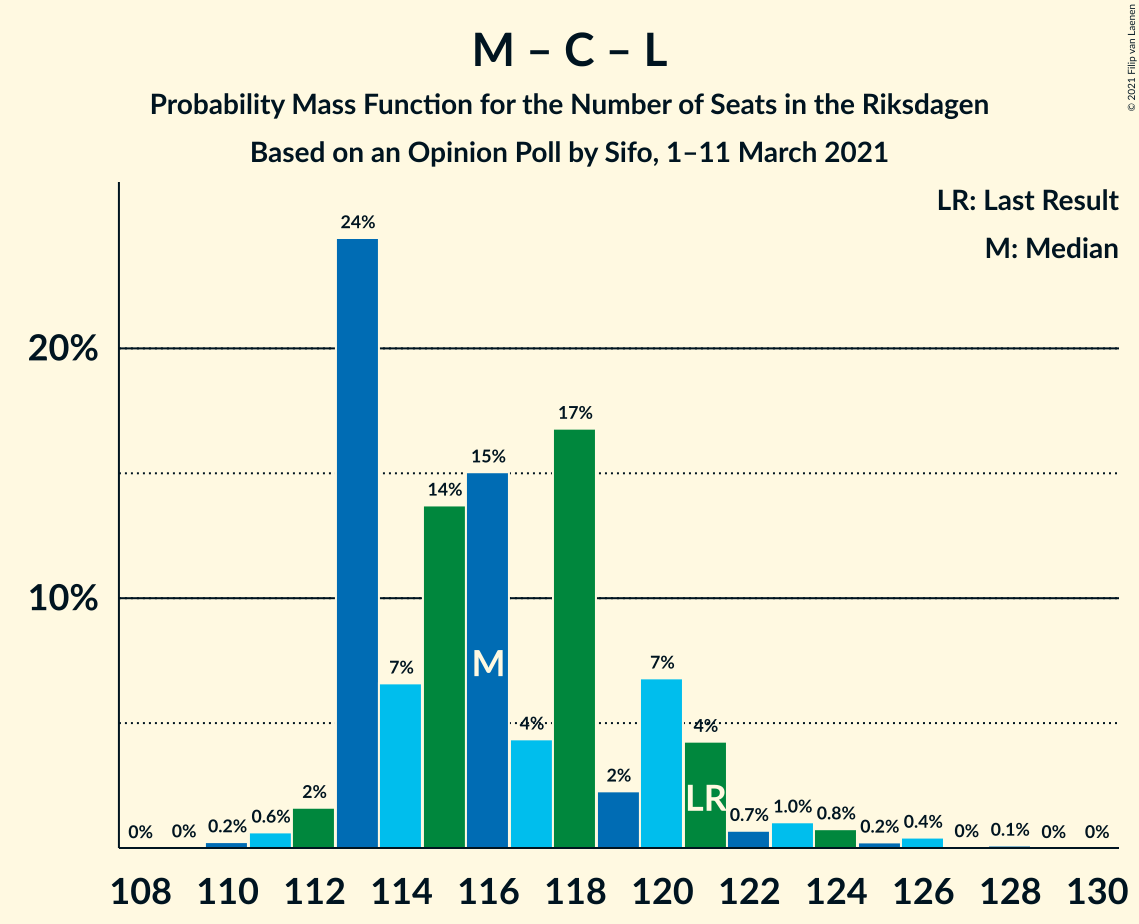 M – C – L
Probability Mass Function for the Number of Seats in the Riksdagen
Based on an Opinion Poll by Sifo, 1–11 March 2021
© 2021 Filip van Laenen
LR: Last Result
M: Median
20%
10%
0%
0%
0.2%
0.6%
2%
24%
7%
14%
15%
4%
17%
2%
7%
4%
0.7%
1.0%
0.8%
0.2%
0.4%
0%
0.1%
0%
0%
M
LR
108 110 112 114 116 118 120 122 124 126 128 130